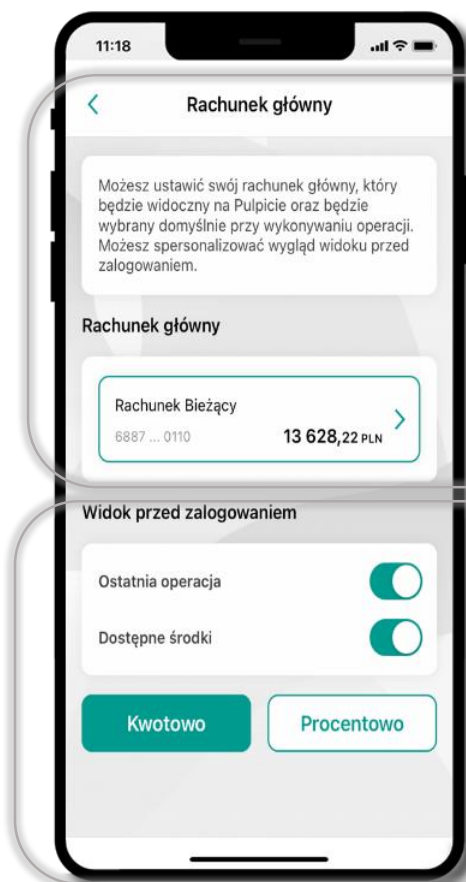 11:18
Rachunek główny
Możesz ustawić swój rachunek główny, który
będzie widoczny na Pulpicie oraz będzie
wybrany domyślnie przy wykonywaniu operacji.
Możesz spersonalizować wygląd widoku przed
zalogowaniem.
Rachunek główny
Rachunek Bieżący
6887 ... 0110 13 628,22 PLN
Widok przed zalogowaniem
Ostatnia operacja
Dostępne środki
Kwotowo Procentowo